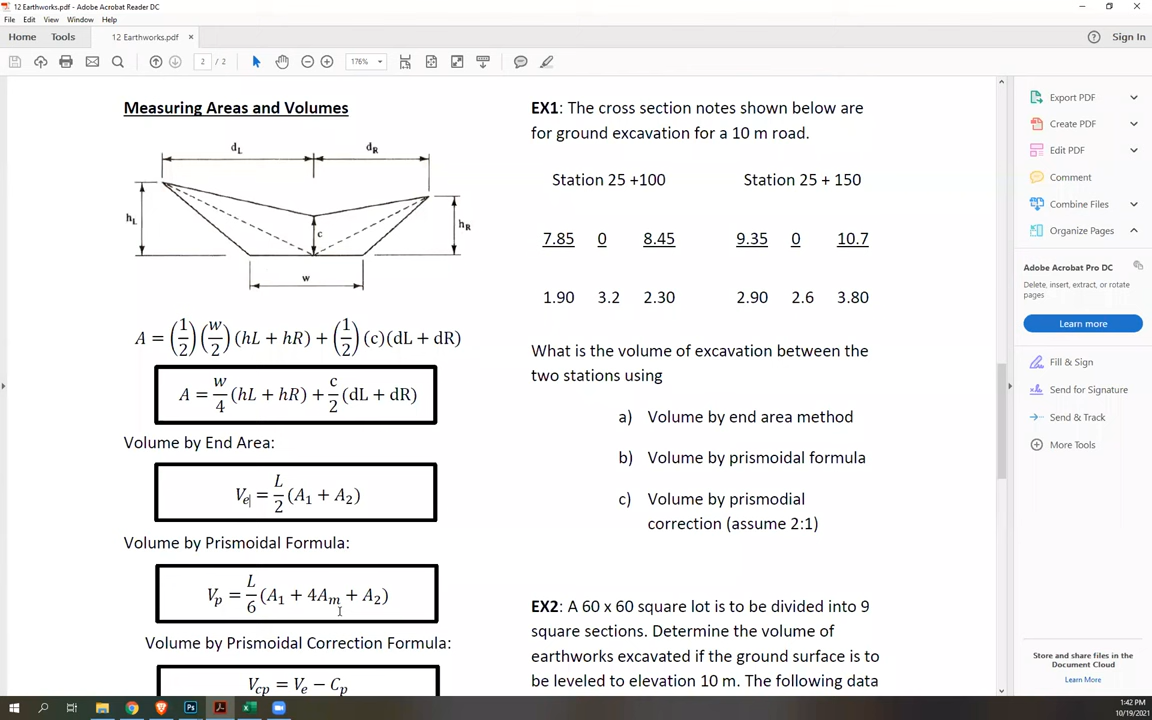 12 Earthworks.pdf - Adobe Acrobat Reader DC
File Edit View Window Help
Home Tools 12 Earthworks.pdf × Sign In
2 / 2 176%
Measuring Areas and Volumes
dL dR
hL c hR
w
A = (1/2)(w/2)(hL + hR) + (1/2)(c)(dL + dR)
A = w/4 (hL + hR) + c/2 (dL + dR)
Volume by End Area:
Ve = L/2 (A1 + A2)
Volume by Prismoidal Formula:
Vp = L/6 (A1 + 4Am + A2)
Volume by Prismoidal Correction Formula:
Vcp = Ve − Cp
EX1: The cross section notes shown below are
for ground excavation for a 10 m road.
Station 25 +100 Station 25 + 150
7.85 0 8.45 9.35 0 10.7
1.90 3.2 2.30 2.90 2.6 3.80
What is the volume of excavation between the
two stations using
a) Volume by end area method
b) Volume by prismoidal formula
c) Volume by prismodial
correction (assume 2:1)
EX2: A 60 x 60 square lot is to be divided into 9
square sections. Determine the volume of
earthworks excavated if the ground surface is to
be leveled to elevation 10 m. The following data
Export PDF
Create PDF
Edit PDF
Comment
Combine Files
Organize Pages
Adobe Acrobat Pro DC
Delete, insert, extract, or rotate
pages
Learn more
Fill & Sign
Send for Signature
Send & Track
More Tools
Store and share files in the
Document Cloud
Learn More
1:42 PM
10/19/2021